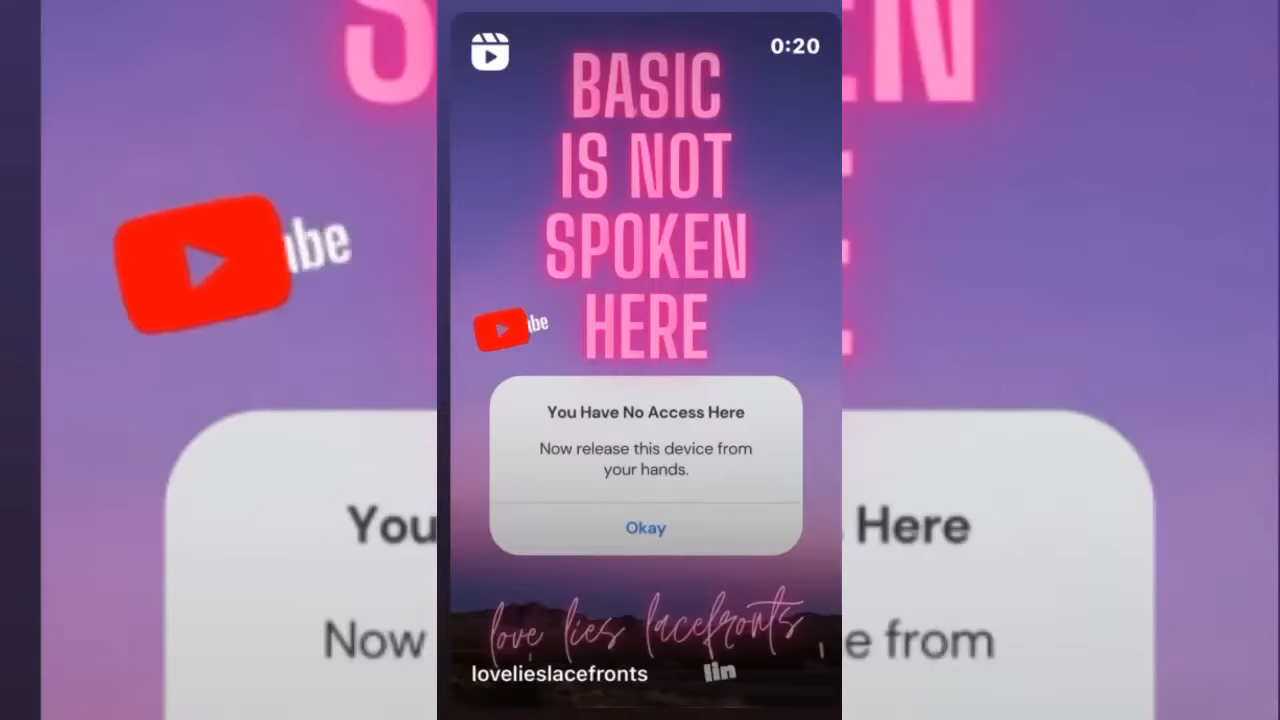 0:20
BASIC
IS NOT
SPOKEN
HERE
You Have No Access Here
Now release this device from
your hands.
Okay
love lies lacefronts
lovelieslacefronts